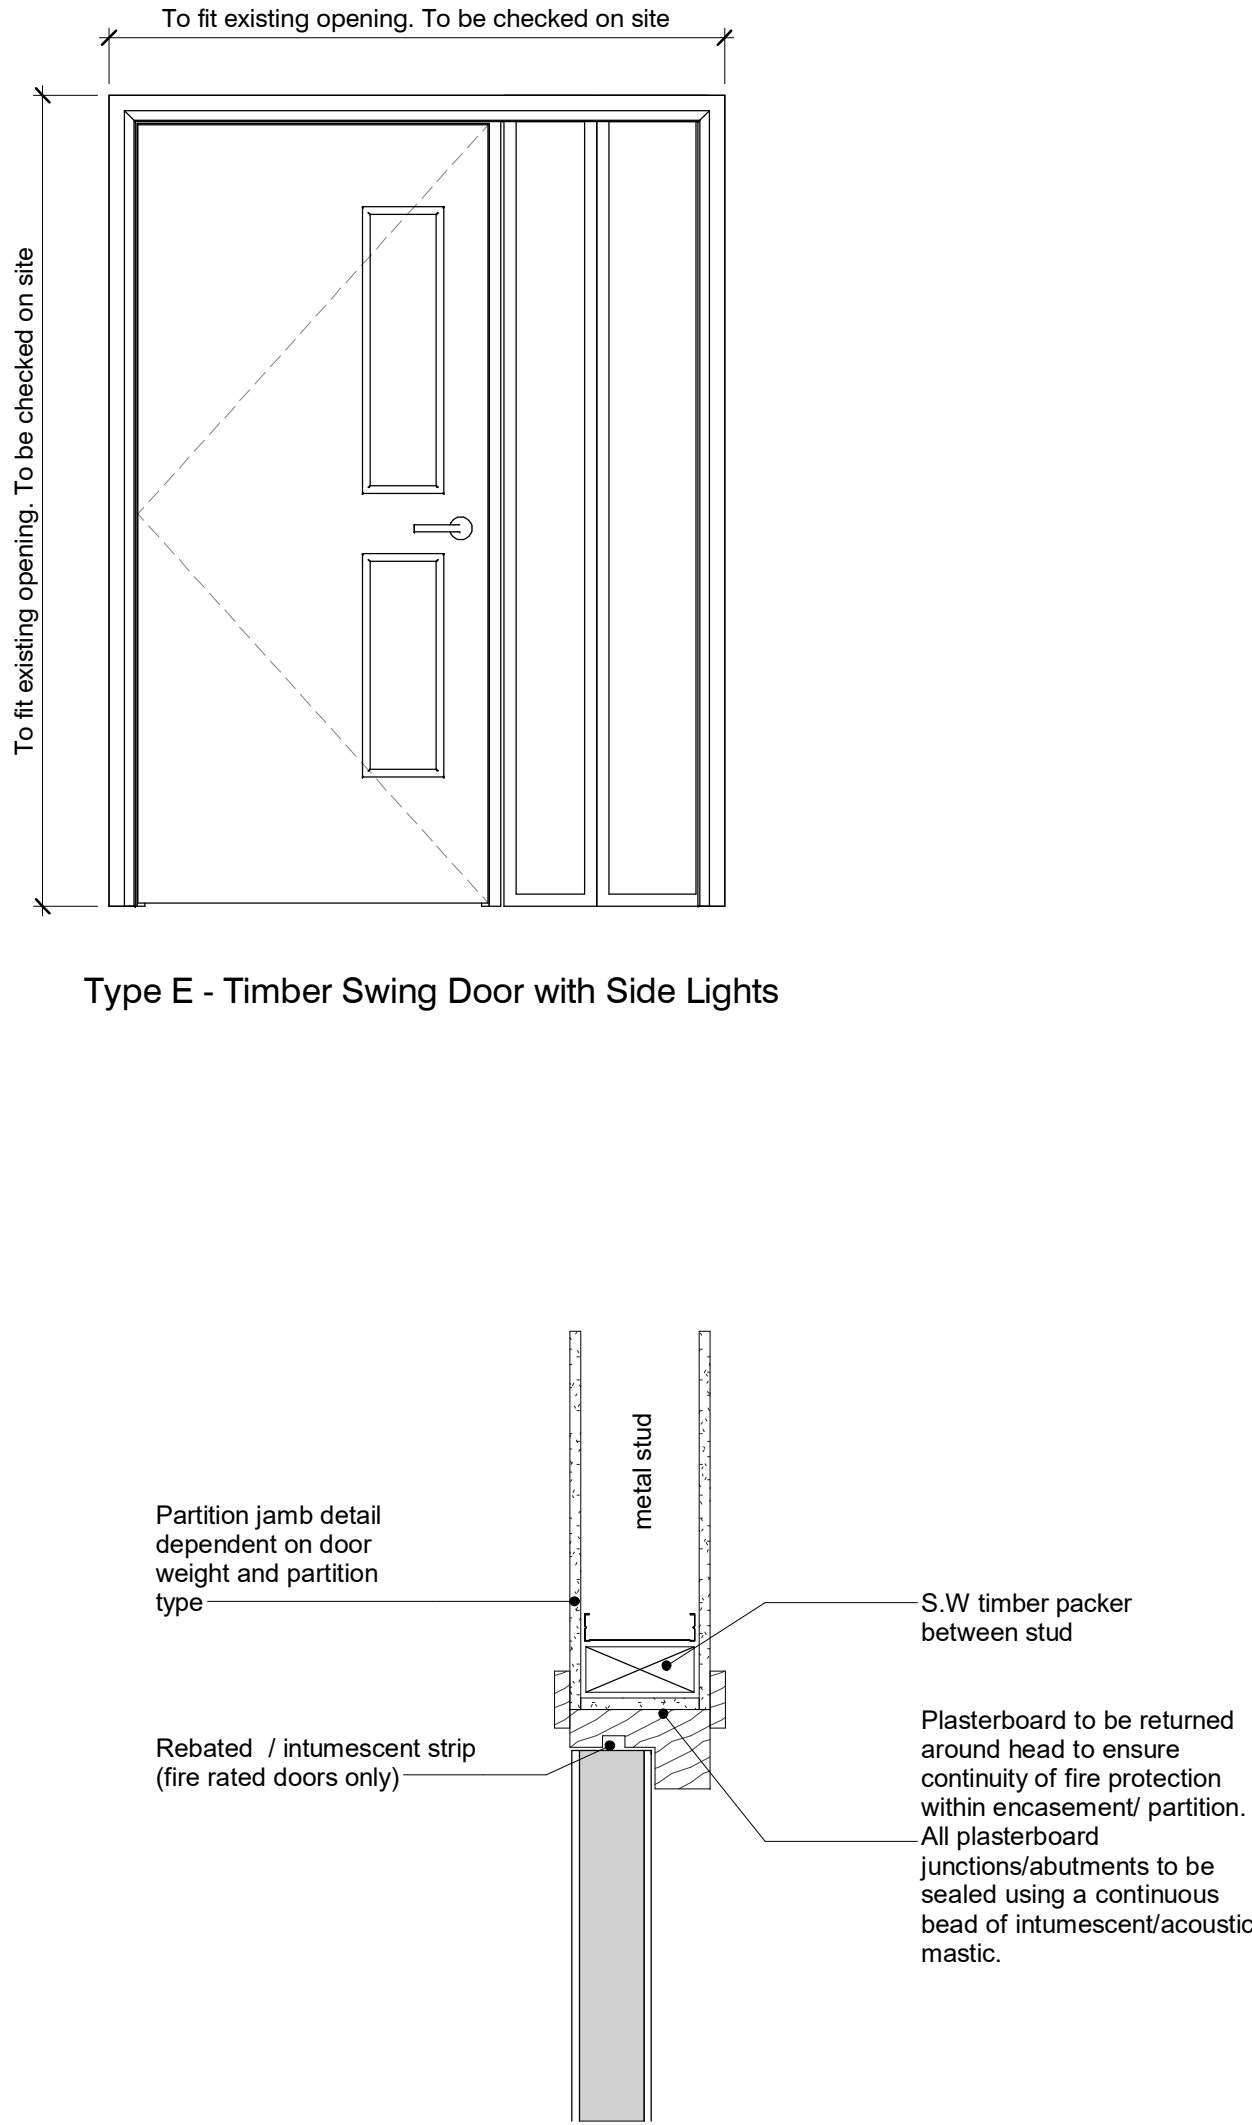 To fit existing opening. To be checked on site
To fit existing opening. To be checked on site
Type E - Timber Swing Door with Side Lights
metal stud
Partition jamb detail
dependent on door
weight and partition
type
S.W timber packer
between stud
Rebated / intumescent strip
(fire rated doors only)
Plasterboard to be returned
around head to ensure
continuity of fire protection
within encasement/ partition.
All plasterboard
junctions/abutments to be
sealed using a continuous
bead of intumescent/acoustic
mastic.